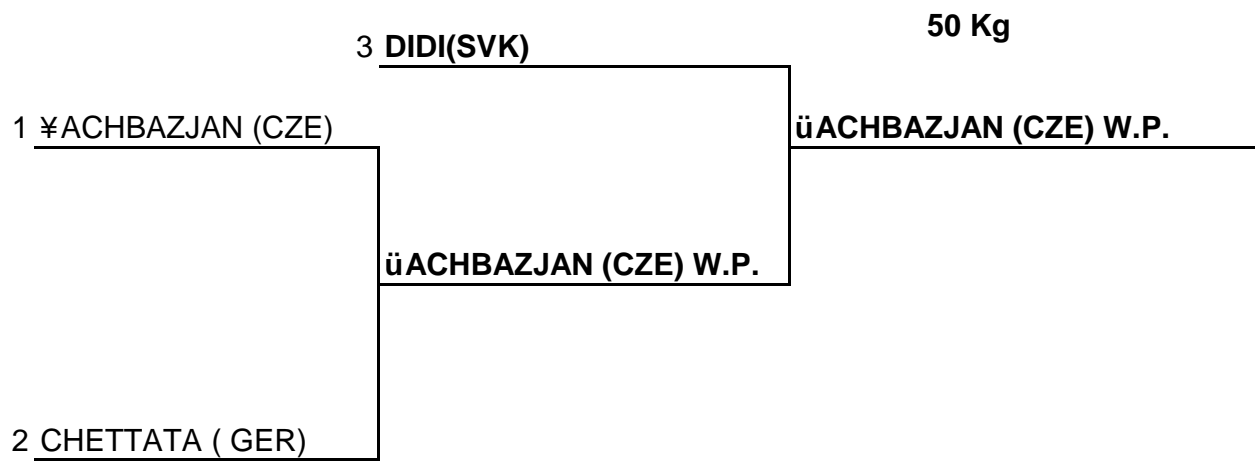 50 Kg
3 DIDI(SVK)
1 ¥ACHBAZJAN (CZE)
üACHBAZJAN (CZE) W.P.
üACHBAZJAN (CZE) W.P.
2 CHETTATA ( GER)